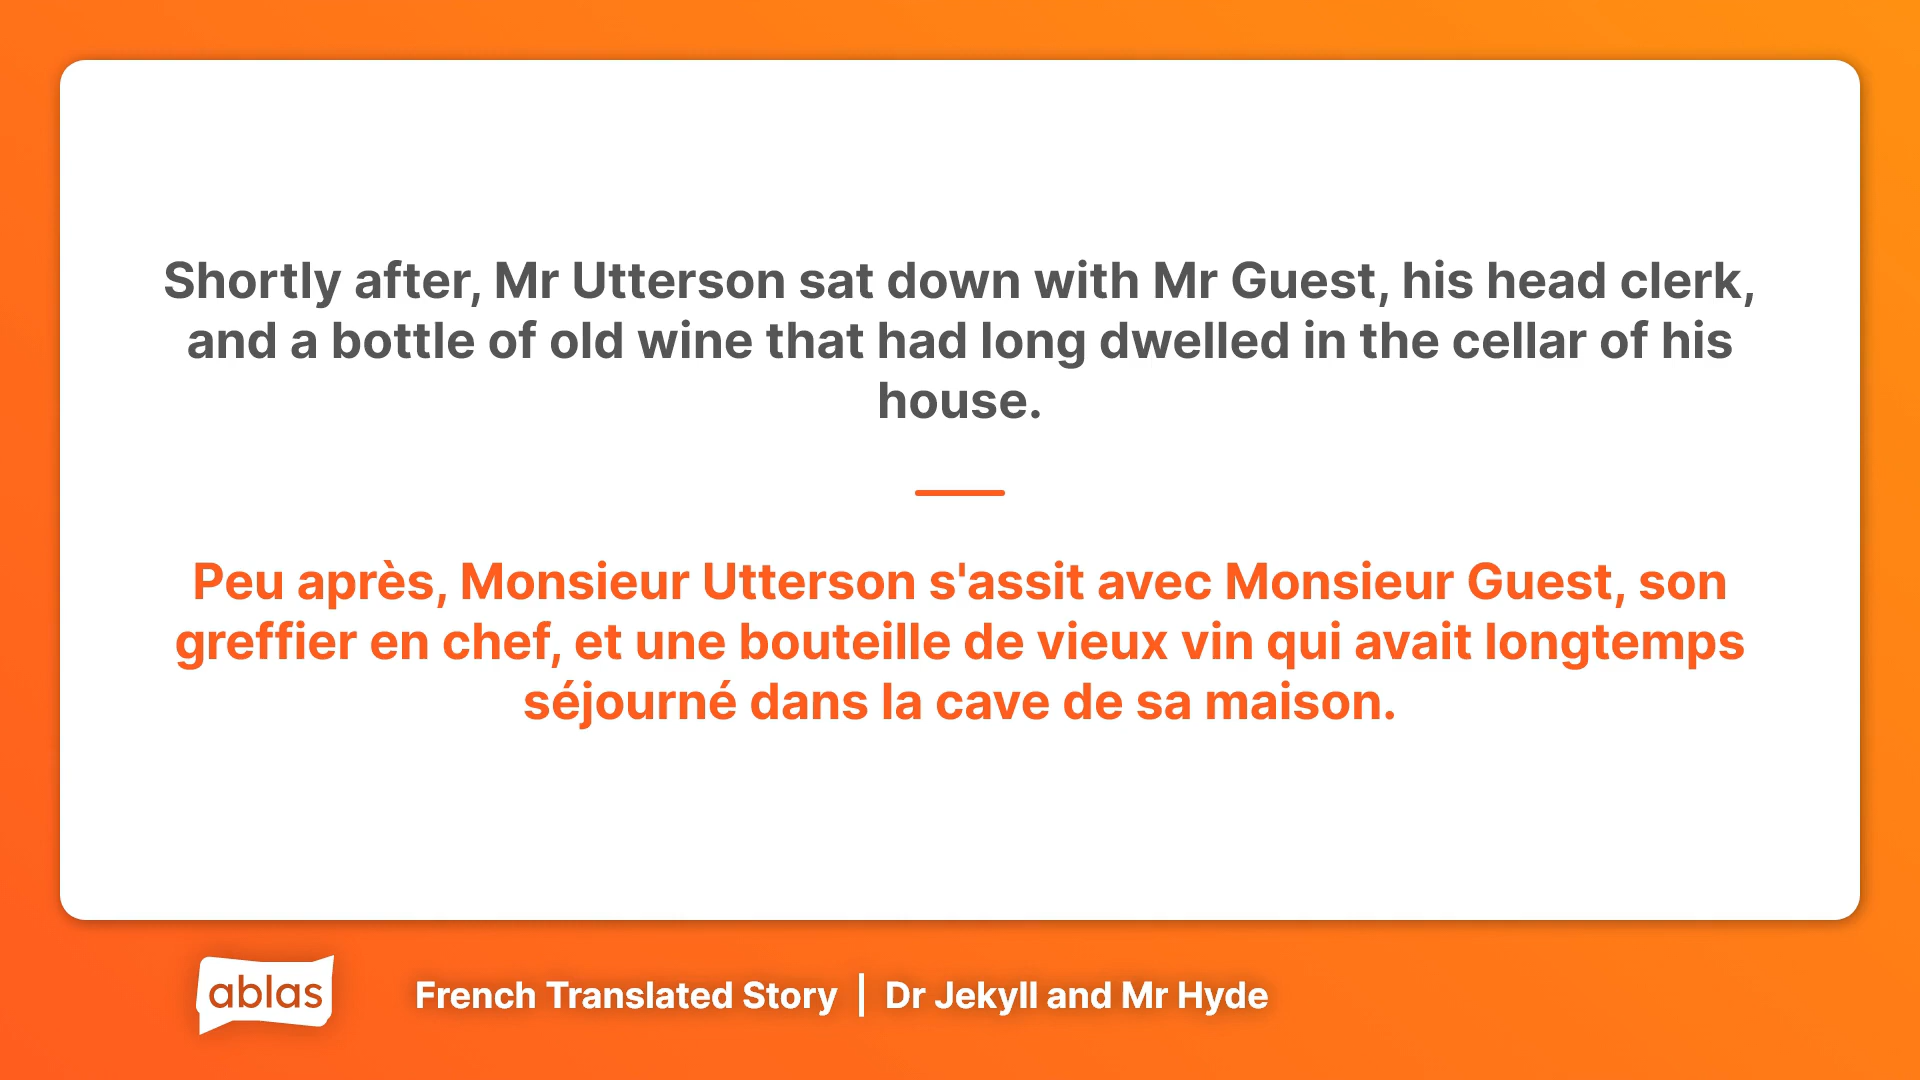 Shortly after, Mr Utterson sat down with Mr Guest, his head clerk,
and a bottle of old wine that had long dwelled in the cellar of his
house.
Peu après, Monsieur Utterson s'assit avec Monsieur Guest, son
greffier en chef, et une bouteille de vieux vin qui avait longtemps
séjourné dans la cave de sa maison.
ablas
French Translated Story | Dr Jekyll and Mr Hyde